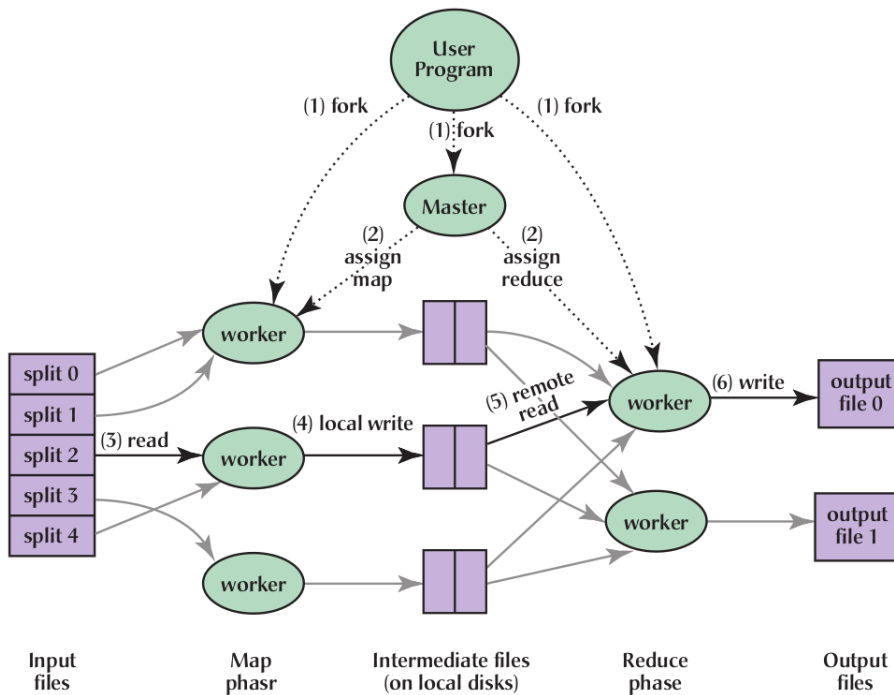 User
Program
(1) fork
(1) fork
(1) fork
Master
(2)
assign
map
(2)
assign
reduce
worker
split 0
split 1
split 2
split 3
split 4
(3) read
worker
(4) local write
(5) remote
read
worker
(6) write
output
file 0
worker
output
file 1
worker
Input
files
Map
phasr
Intermediate files
(on local disks)
Reduce
phase
Output
files